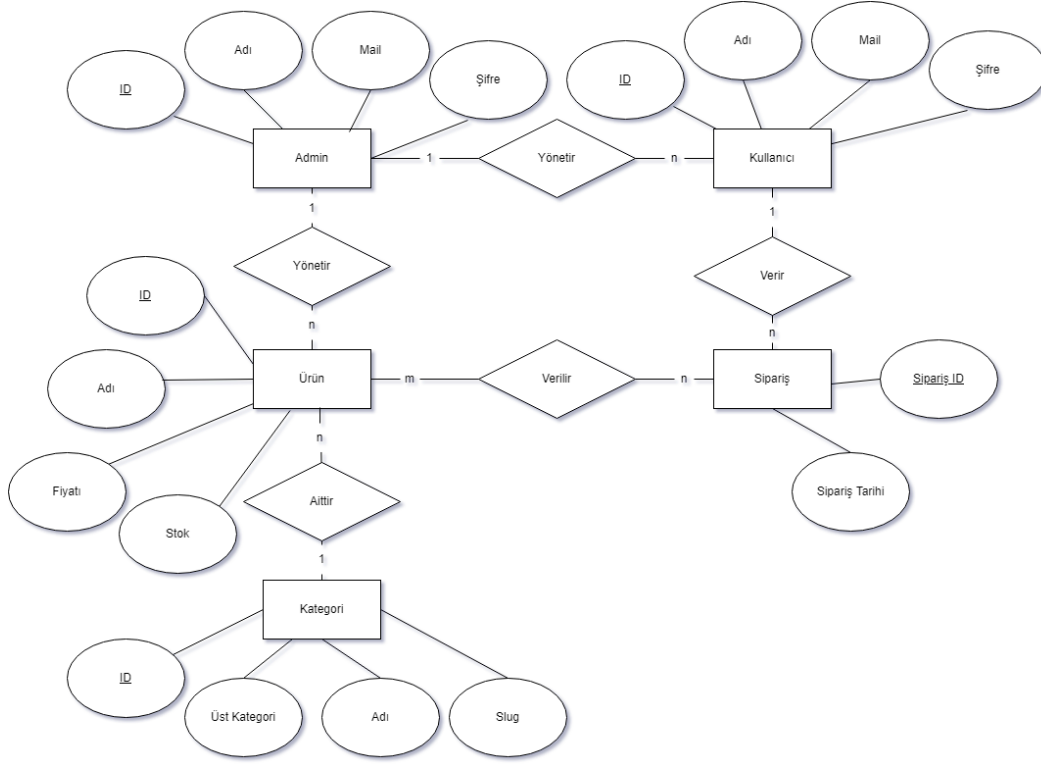 Adı
Mail
Şifre
ID
Adı
Mail
Şifre
ID
Admin
1
Yönetir
n
Kullanıcı
1
1
Yönetir
Verir
ID
n
n
Adı
Ürün
m
Verilir
n
Sipariş
Sipariş ID
n
Fiyatı
Stok
Aittir
Sipariş Tarihi
1
Kategori
ID
Üst Kategori
Adı
Slug